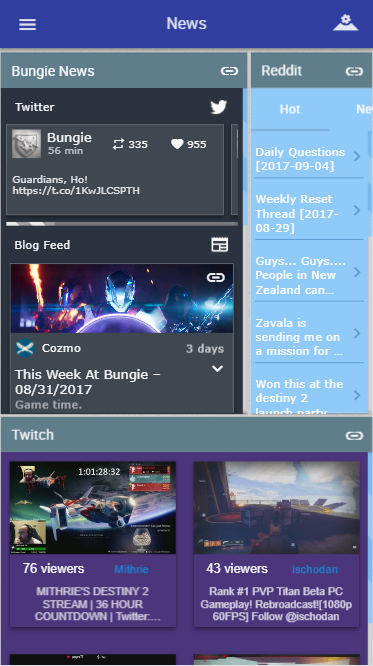 News
Bungie News
Twitter
Bungie
56 min
335
955
Guardians, Ho!
https://t.co/1KwJLCSPTH
Blog Feed
Cozmo
3 days
This Week At Bungie –
08/31/2017
Game time.
Reddit
Hot
Daily Questions
[2017-09-04]
Weekly Reset
Thread [2017-
08-29]
Guys... Guys....
People in New
Zealand can...
Zavala is
sending me on
a mission for ...
Won this at the
destiny 2
launch party
Twitch
1:01:28:32
76 viewers
Mithrie
MITHRIE'S DESTINY 2
STREAM | 36 HOUR
COUNTDOWN | Twitter:...
43 viewers
ischodan
Rank #1 PVP Titan Beta PC
Gameplay! Rebroadcast![1080p
60FPS] Follow @ischodan